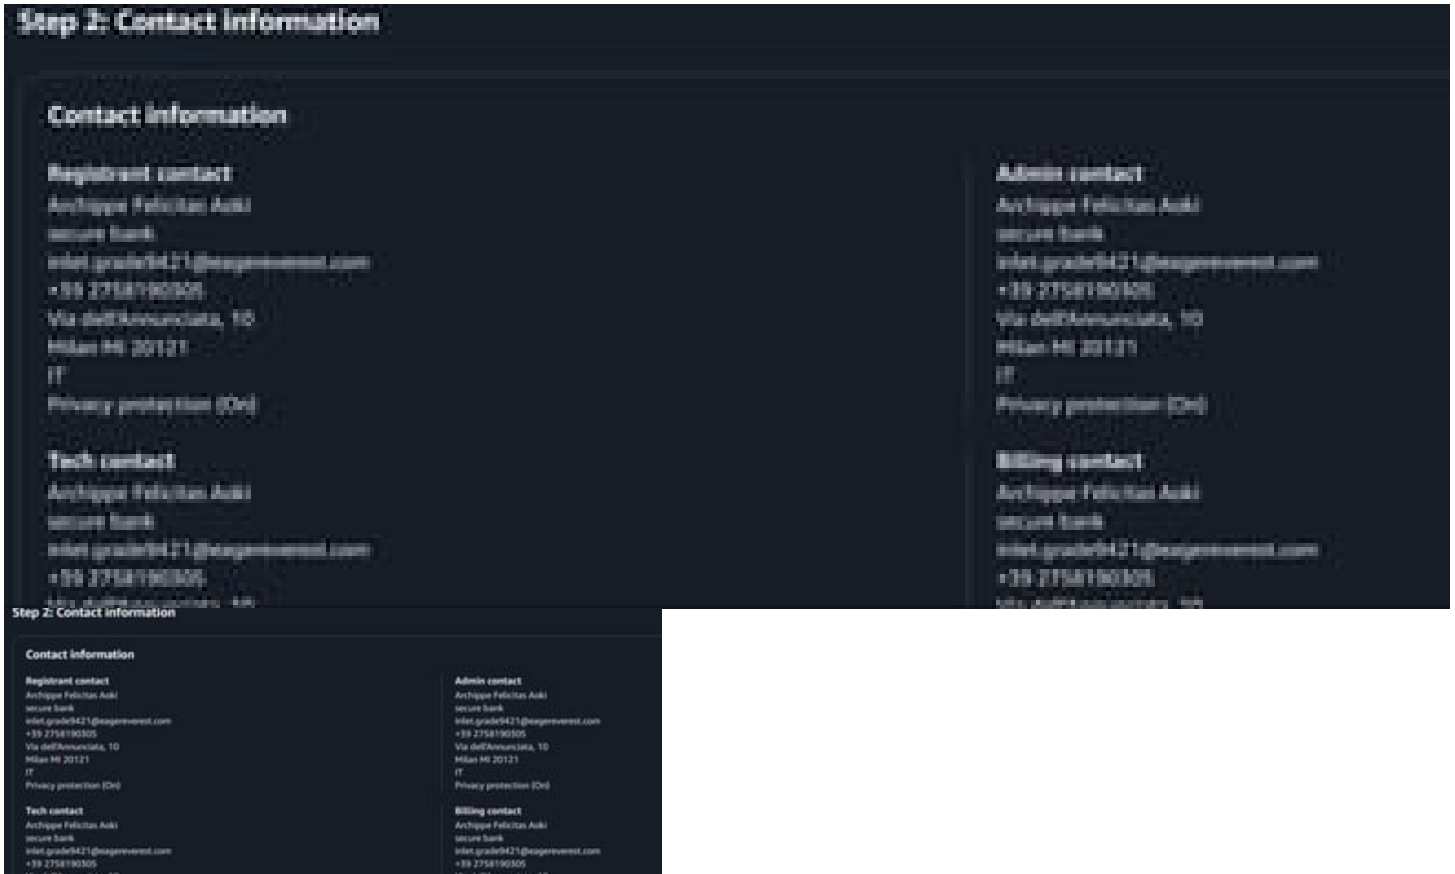 Step 2: Contact information
Contact information
Registrant contact
Archippe Felicitas Aoki
secure bank
inlet.grade9421@eagereverest.com
+39 2758190305
Via dell'Annunciata, 10
Milan MI 20121
IT
Privacy protection (On)
Admin contact
Archippe Felicitas Aoki
secure bank
inlet.grade9421@eagereverest.com
+39 2758190305
Via dell'Annunciata, 10
Milan MI 20121
IT
Privacy protection (On)
Tech contact
Archippe Felicitas Aoki
secure bank
inlet.grade9421@eagereverest.com
+39 2758190305
Via dell'Annunciata, 10
Billing contact
Archippe Felicitas Aoki
secure bank
inlet.grade9421@eagereverest.com
+39 2758190305
Via dell'Annunciata, 10
Step 2: Contact information
Contact information
Registrant contact
Archippe Felicitas Aoki
secure bank
inlet.grade9421@eagereverest.com
+39 2758190305
Via dell'Annunciata, 10
Milan MI 20121
IT
Privacy protection (On)
Admin contact
Archippe Felicitas Aoki
secure bank
inlet.grade9421@eagereverest.com
+39 2758190305
Via dell'Annunciata, 10
Milan MI 20121
IT
Privacy protection (On)
Tech contact
Archippe Felicitas Aoki
secure bank
inlet.grade9421@eagereverest.com
+39 2758190305
Billing contact
Archippe Felicitas Aoki
secure bank
inlet.grade9421@eagereverest.com
+39 2758190305